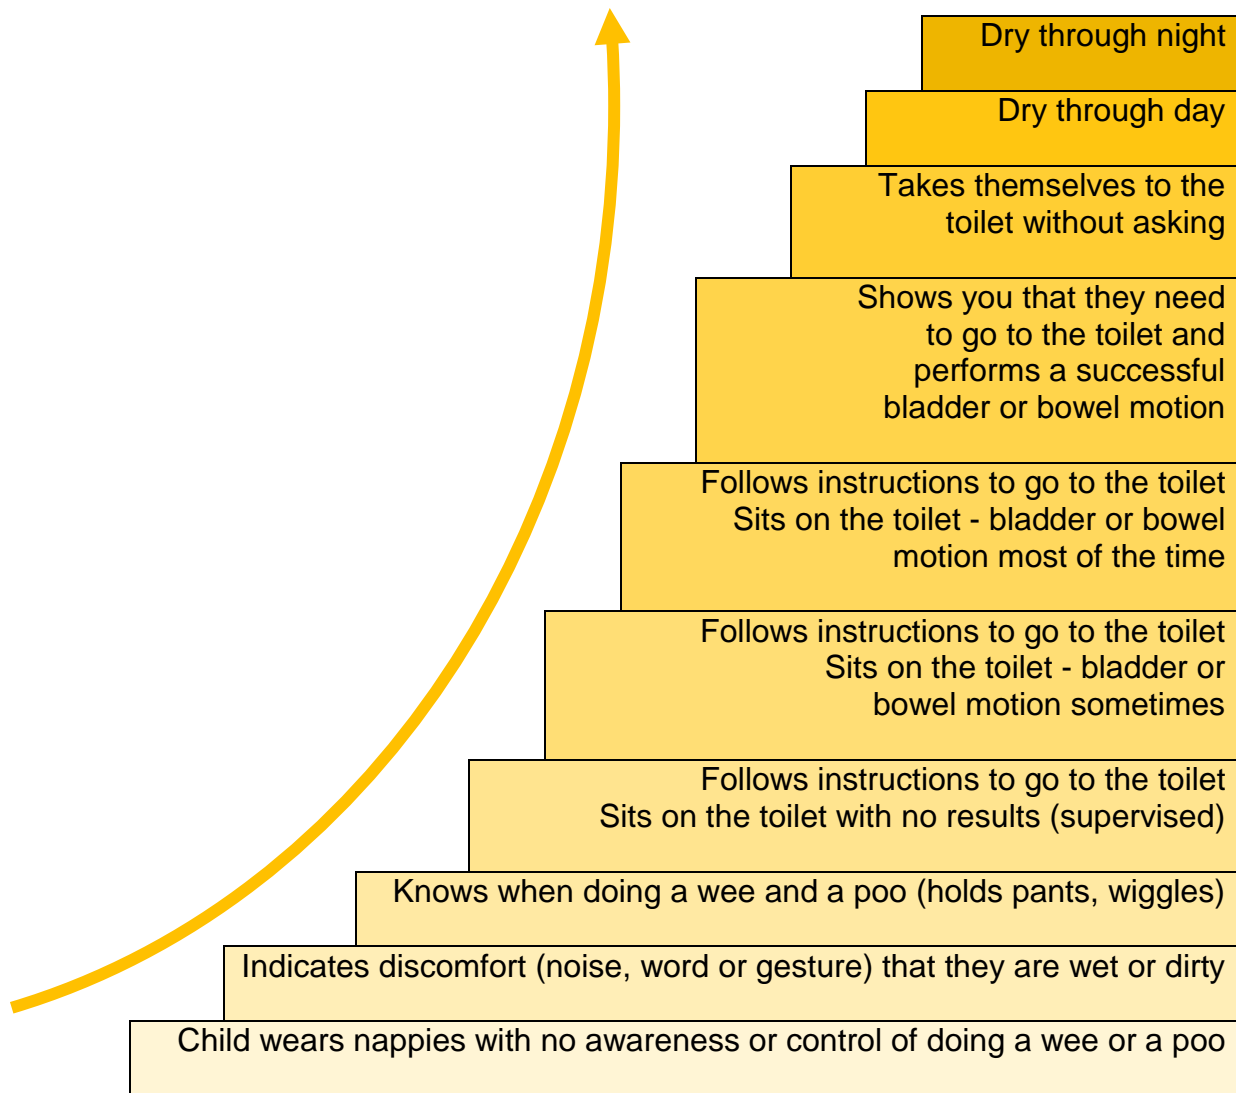 Dry through night
Dry through day
Takes themselves to the
toilet without asking
Shows you that they need
to go to the toilet and
performs a successful
bladder or bowel motion
Follows instructions to go to the toilet
Sits on the toilet - bladder or bowel
motion most of the time
Follows instructions to go to the toilet
Sits on the toilet - bladder or
bowel motion sometimes
Follows instructions to go to the toilet
Sits on the toilet with no results (supervised)
Knows when doing a wee and a poo (holds pants, wiggles)
Indicates discomfort (noise, word or gesture) that they are wet or dirty
Child wears nappies with no awareness or control of doing a wee or a poo